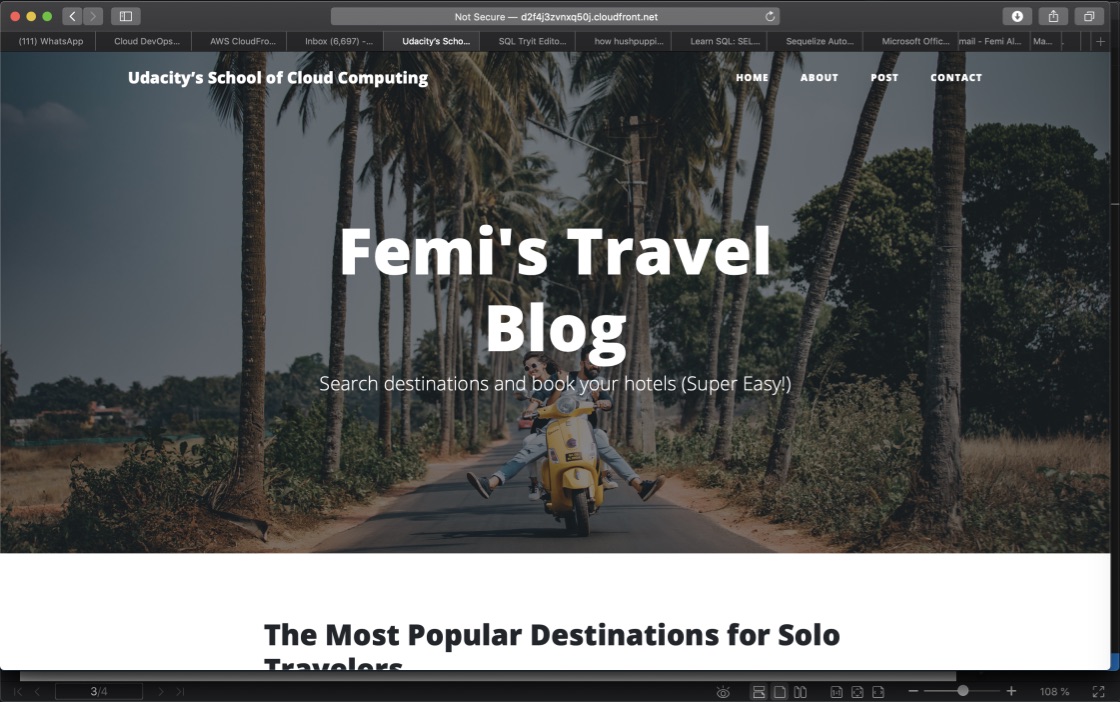 Not Secure — d2f4j3zvnxq50j.cloudfront.net
(111) WhatsApp
Cloud DevOps...
AWS CloudFro...
Inbox (6,697) -...
Udacity's Scho...
SQL Tryit Edito...
how hushpuppi...
Learn SQL: SEL...
Sequelize Auto...
Microsoft Offic...
mail - Femi Al...
Ma...
Udacity's School of Cloud Computing
HOME ABOUT POST CONTACT
Femi's Travel
Blog
Search destinations and book your hotels (Super Easy!)
The Most Popular Destinations for Solo
Travelers
3/4
108 %